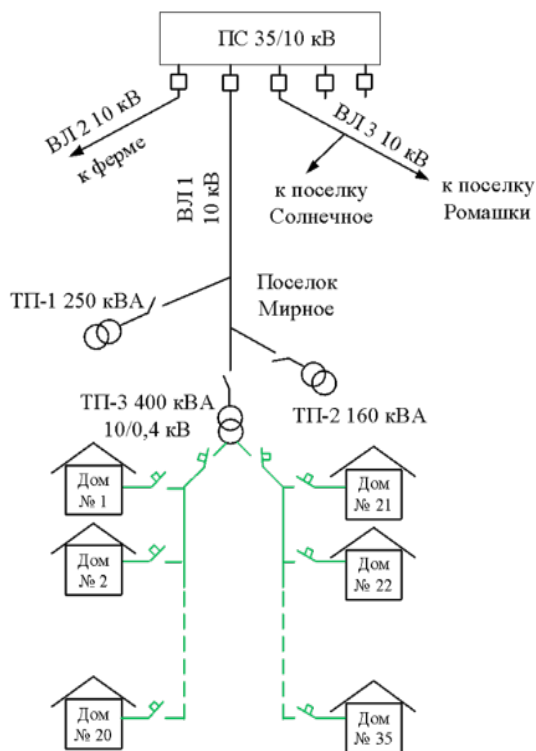 ПС 35/10 кВ
ВЛ 2 10 кВ
к ферме
ВЛ 1
10 кВ
ВЛ 3 10 кВ
к поселку
Солнечное
к поселку
Ромашки
ТП-1 250 кВА
Поселок
Мирное
ТП-3 400 кВА
10/0,4 кВ
ТП-2 160 кВА
Дом
№ 1
Дом
№ 21
Дом
№ 2
Дом
№ 22
Дом
№ 20
Дом
№ 35